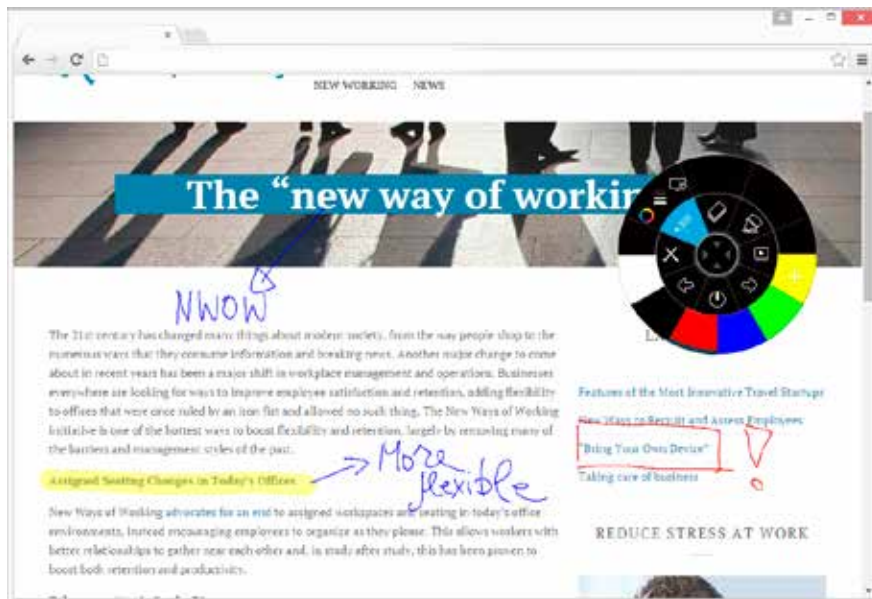 NEW WORKING NEWS
The “new way of workin
NWOW
The 21st century has changed many things about modern society, from the way people shop to the
numerous ways that they consume information and breaking news. Another major change to come
about in recent years has been a major shift in workplace management and operations. Businesses
everywhere are looking for ways to improve employee satisfaction and retention, adding flexibility
to offices that were once ruled by an iron fist and allowed no such thing. The New Ways of Working
initiative is one of the hottest ways to boost flexibility and retention, largely by removing many of
the barriers and management styles of the past.
More
flexible
Assigned Seating Changes in Today's Offices
New Ways of Working advocates for an end to assigned workspaces and seating in today's office
environments, instead encouraging employees to organize as they please. This allows workers with
better relationships to gather near each other and, in study after study, this has been proven to
boost both retention and productivity.
Features of the Most Innovative Travel Startups
New Ways to Recruit and Assess Employees
"Bring Your Own Device"
!
Taking care of business
REDUCE STRESS AT WORK